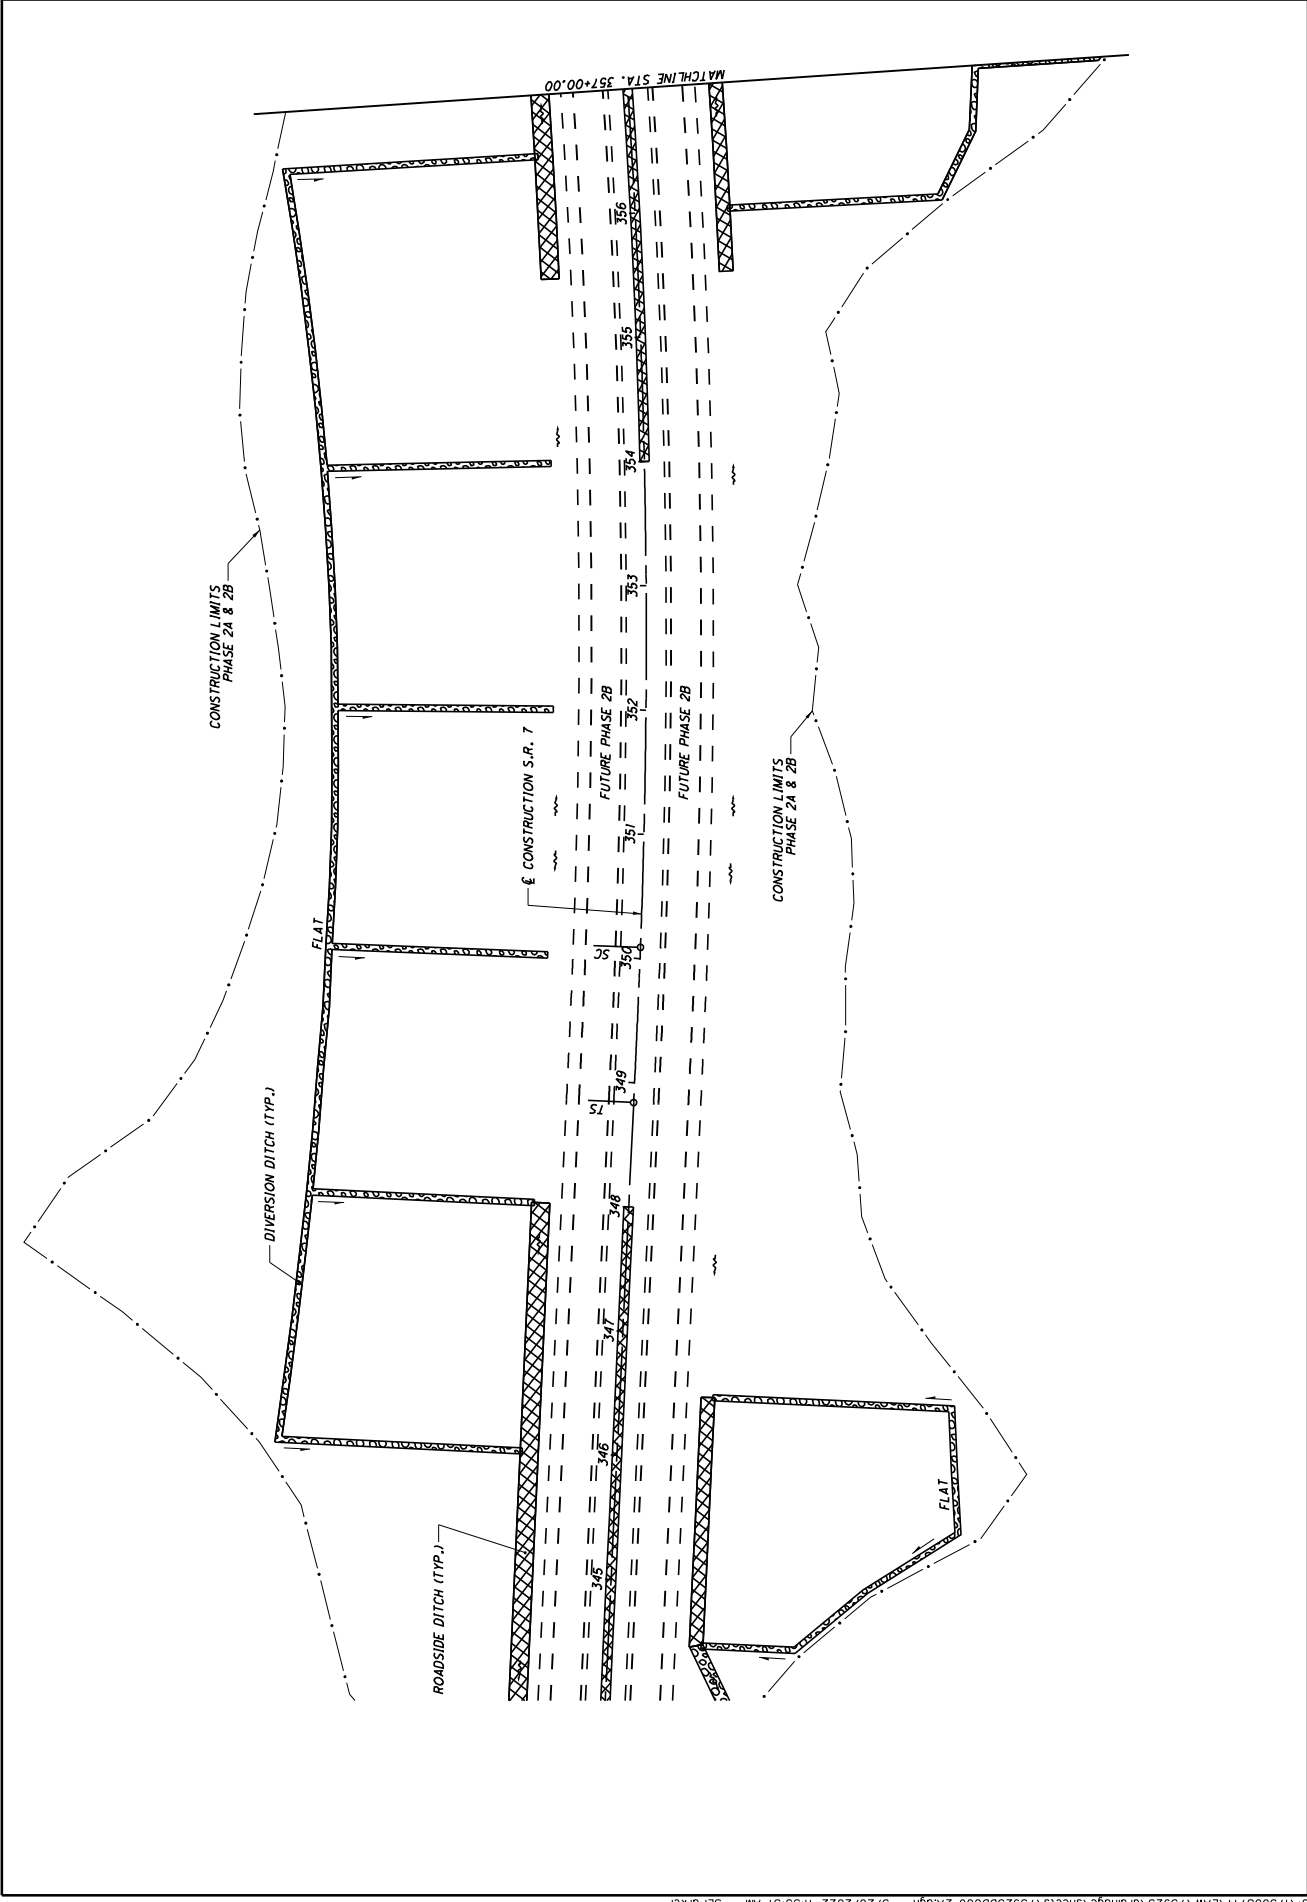 MATCHLINE STA. 357+00.00
356
355
354
353
352
351
350
349
348
347
346
345
CONSTRUCTION LIMITS
PHASE 2A & 2B
FUTURE PHASE 2B
FUTURE PHASE 2B
℄ CONSTRUCTION S.R. 7
CONSTRUCTION LIMITS
PHASE 2A & 2B
FLAT
SC
TS
DIVERSION DITCH (TYP.)
ROADSIDE DITCH (TYP.)
FLAT